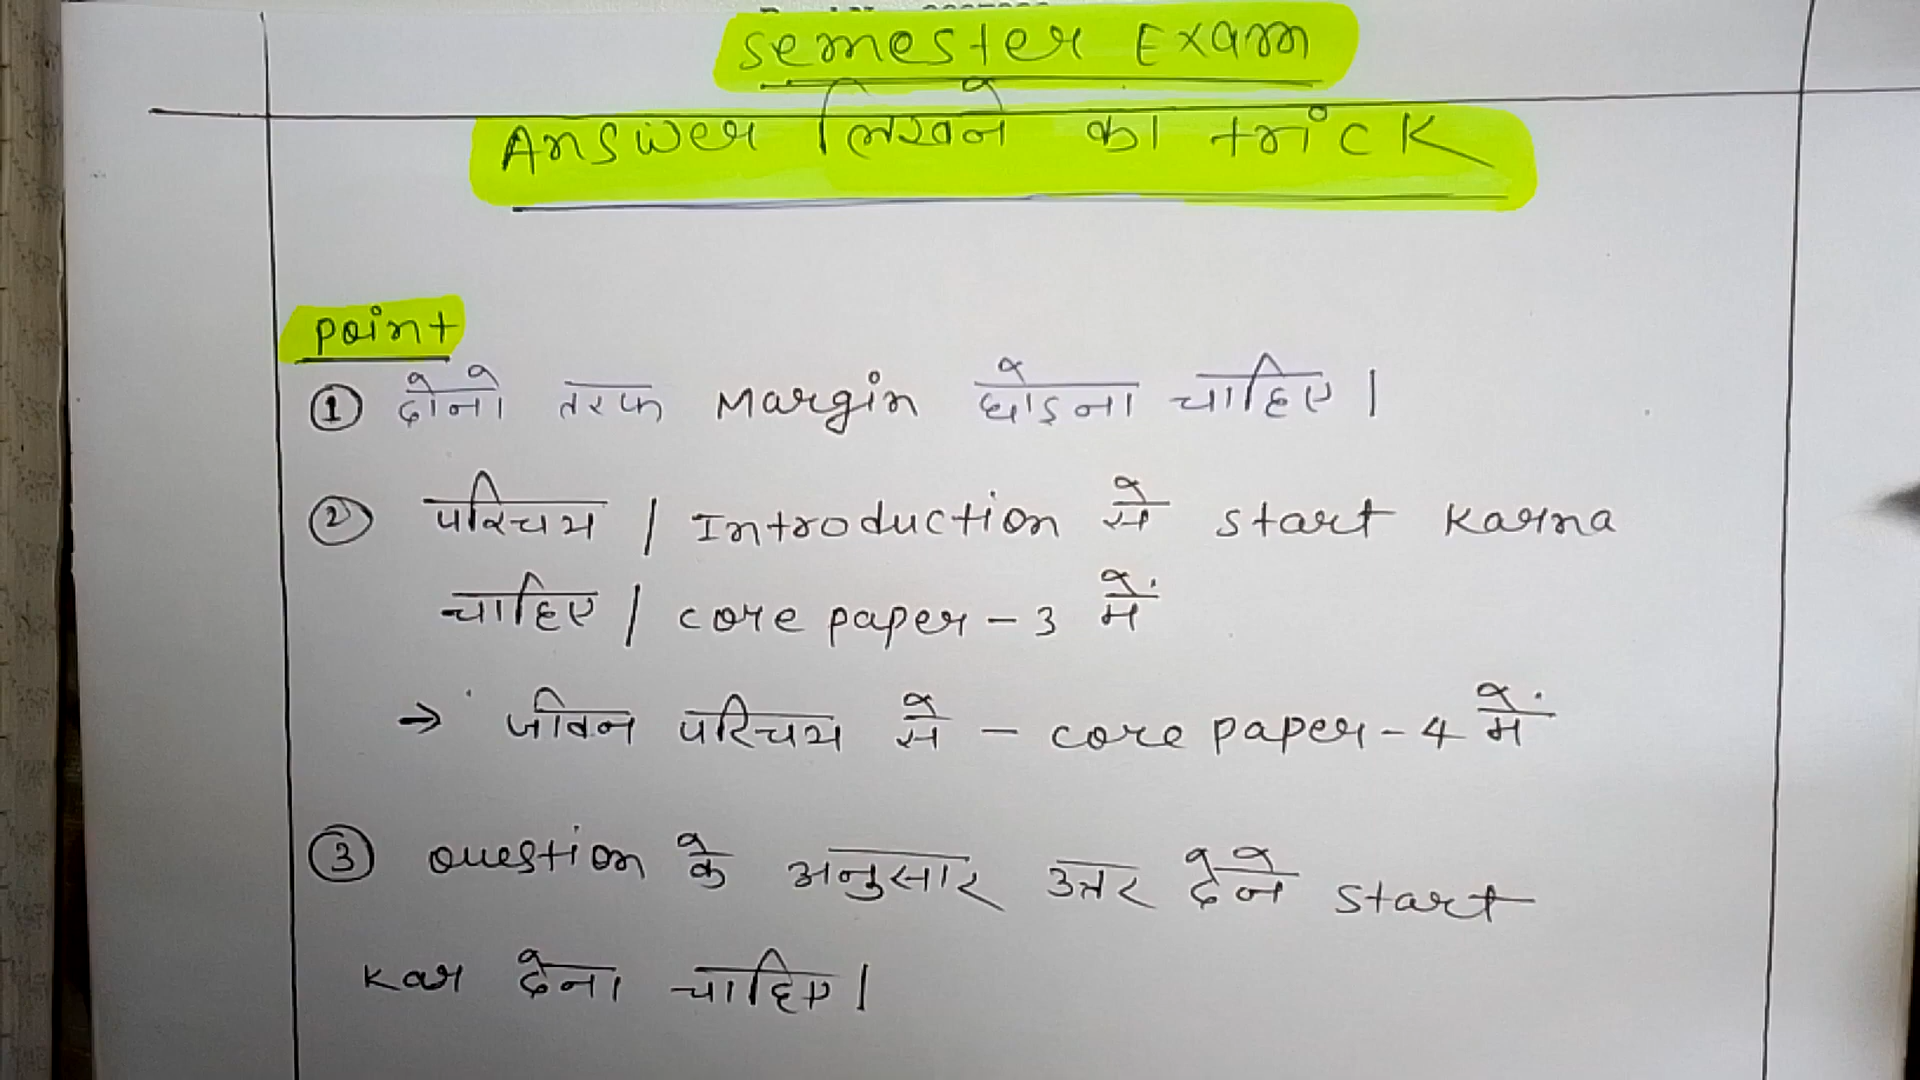 Semester Exam
Answer लिखने का trick
point
① दोनो तरफ Margin छोड़ना चाहिए।
② परिचय / Introduction से start karna
चाहिए / core paper - 3 में
→ जीवन परिचय से - core paper - 4 में
③ Question के अनुसार उत्तर देने start
kar देना चाहिए।